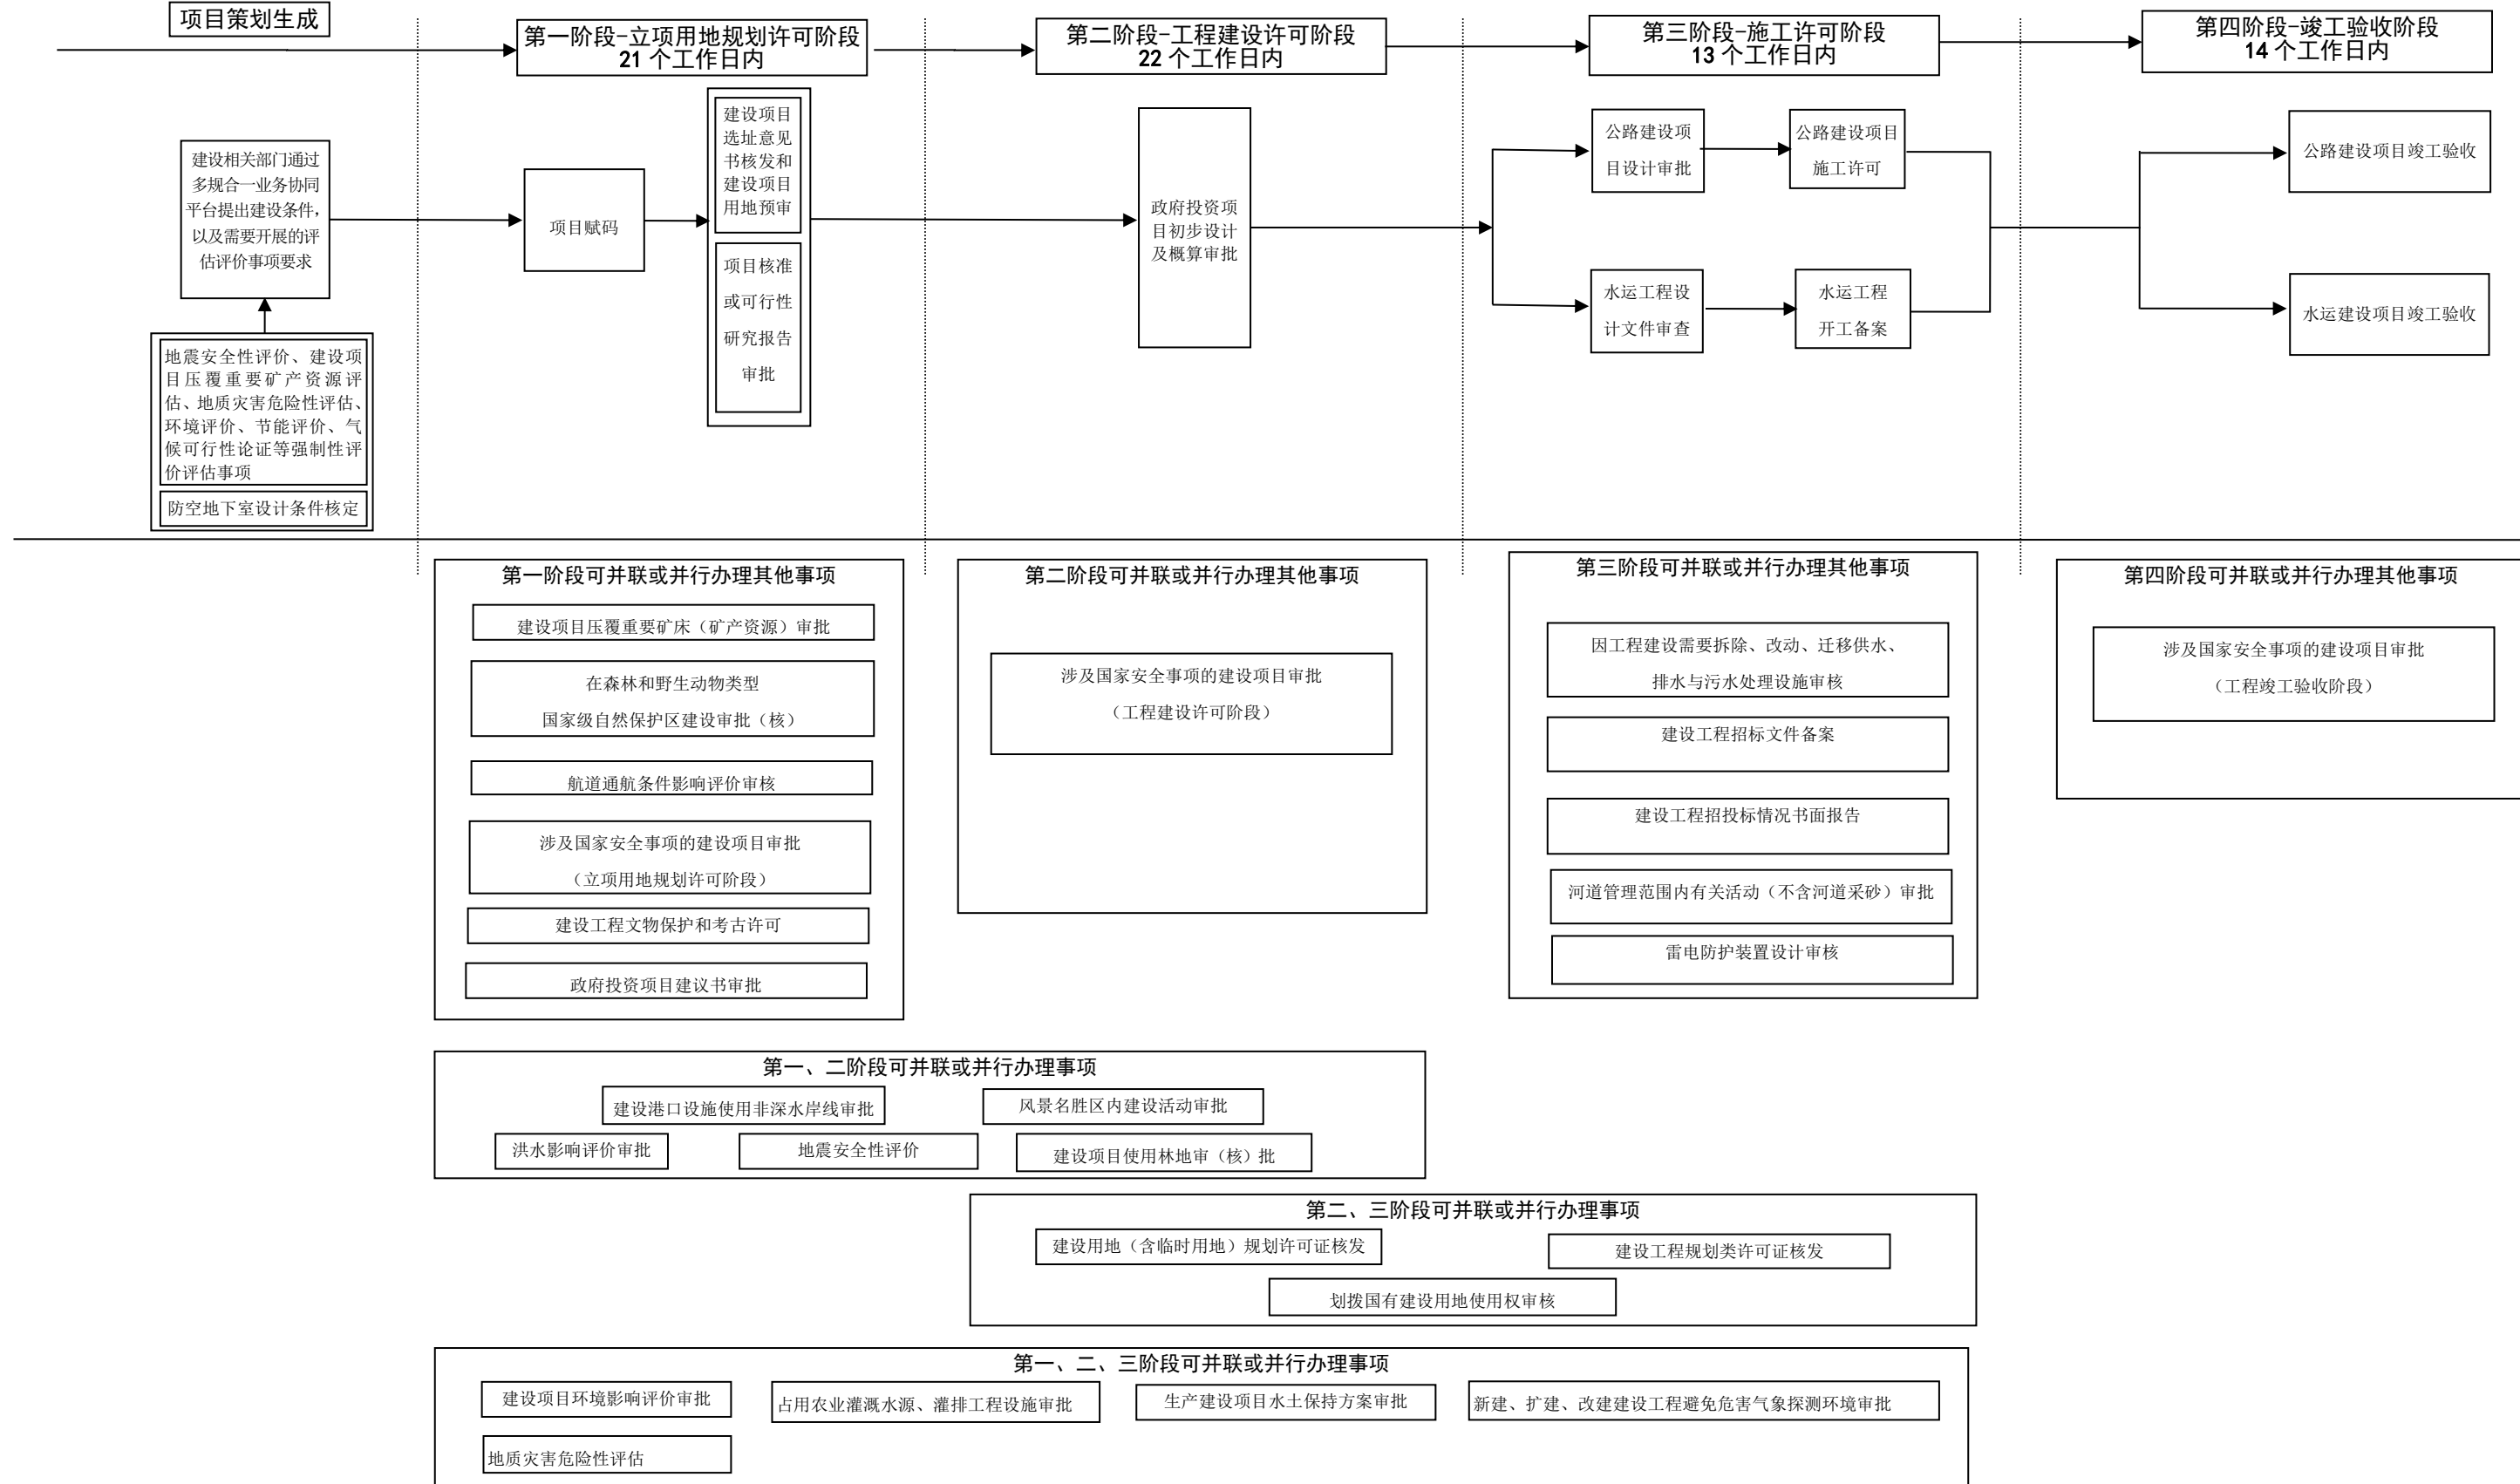 项目策划生成
第一阶段-立项用地规划许可阶段
21 个工作日内
第二阶段-工程建设许可阶段
22 个工作日内
第三阶段-施工许可阶段
13 个工作日内
第四阶段-竣工验收阶段
14 个工作日内
建设相关部门通过
多规合一业务协同
平台提出建设条件，
以及需要开展的评
估评价事项要求
地震安全性评价、建设项
目压覆重要矿产资源评
估、地质灾害危险性评估、
环境评价、节能评价、气
候可行性论证等强制性评
价评估事项
防空地下室设计条件核定
项目赋码
建设项目
选址意见
书核发和
建设项目
用地预审
项目核准
或可行性
研究报告
审批
政府投资项
目初步设计
及概算审批
公路建设项
目设计审批
公路建设项目
施工许可
水运工程设
计文件审查
水运工程
开工备案
公路建设项目竣工验收
水运建设项目竣工验收
第一阶段可并联或并行办理其他事项
建设项目压覆重要矿床（矿产资源）审批
在森林和野生动物类型
国家级自然保护区建设审批（核）
航道通航条件影响评价审核
涉及国家安全事项的建设项目审批
（立项用地规划许可阶段）
建设工程文物保护和考古许可
政府投资项目建议书审批
第二阶段可并联或并行办理其他事项
涉及国家安全事项的建设项目审批
（工程建设许可阶段）
第三阶段可并联或并行办理其他事项
因工程建设需要拆除、改动、迁移供水、
排水与污水处理设施审核
建设工程招标文件备案
建设工程招投标情况书面报告
河道管理范围内有关活动（不含河道采砂）审批
雷电防护装置设计审核
第四阶段可并联或并行办理其他事项
涉及国家安全事项的建设项目审批
（工程竣工验收阶段）
第一、二阶段可并联或并行办理事项
建设港口设施使用非深水岸线审批
风景名胜区内建设活动审批
洪水影响评价审批
地震安全性评价
建设项目使用林地审（核）批
第二、三阶段可并联或并行办理事项
建设用地（含临时用地）规划许可证核发
建设工程规划类许可证核发
划拨国有建设用地使用权审核
第一、二、三阶段可并联或并行办理事项
建设项目环境影响评价审批
占用农业灌溉水源、灌排工程设施审批
生产建设项目水土保持方案审批
新建、扩建、改建建设工程避免危害气象探测环境审批
地质灾害危险性评估